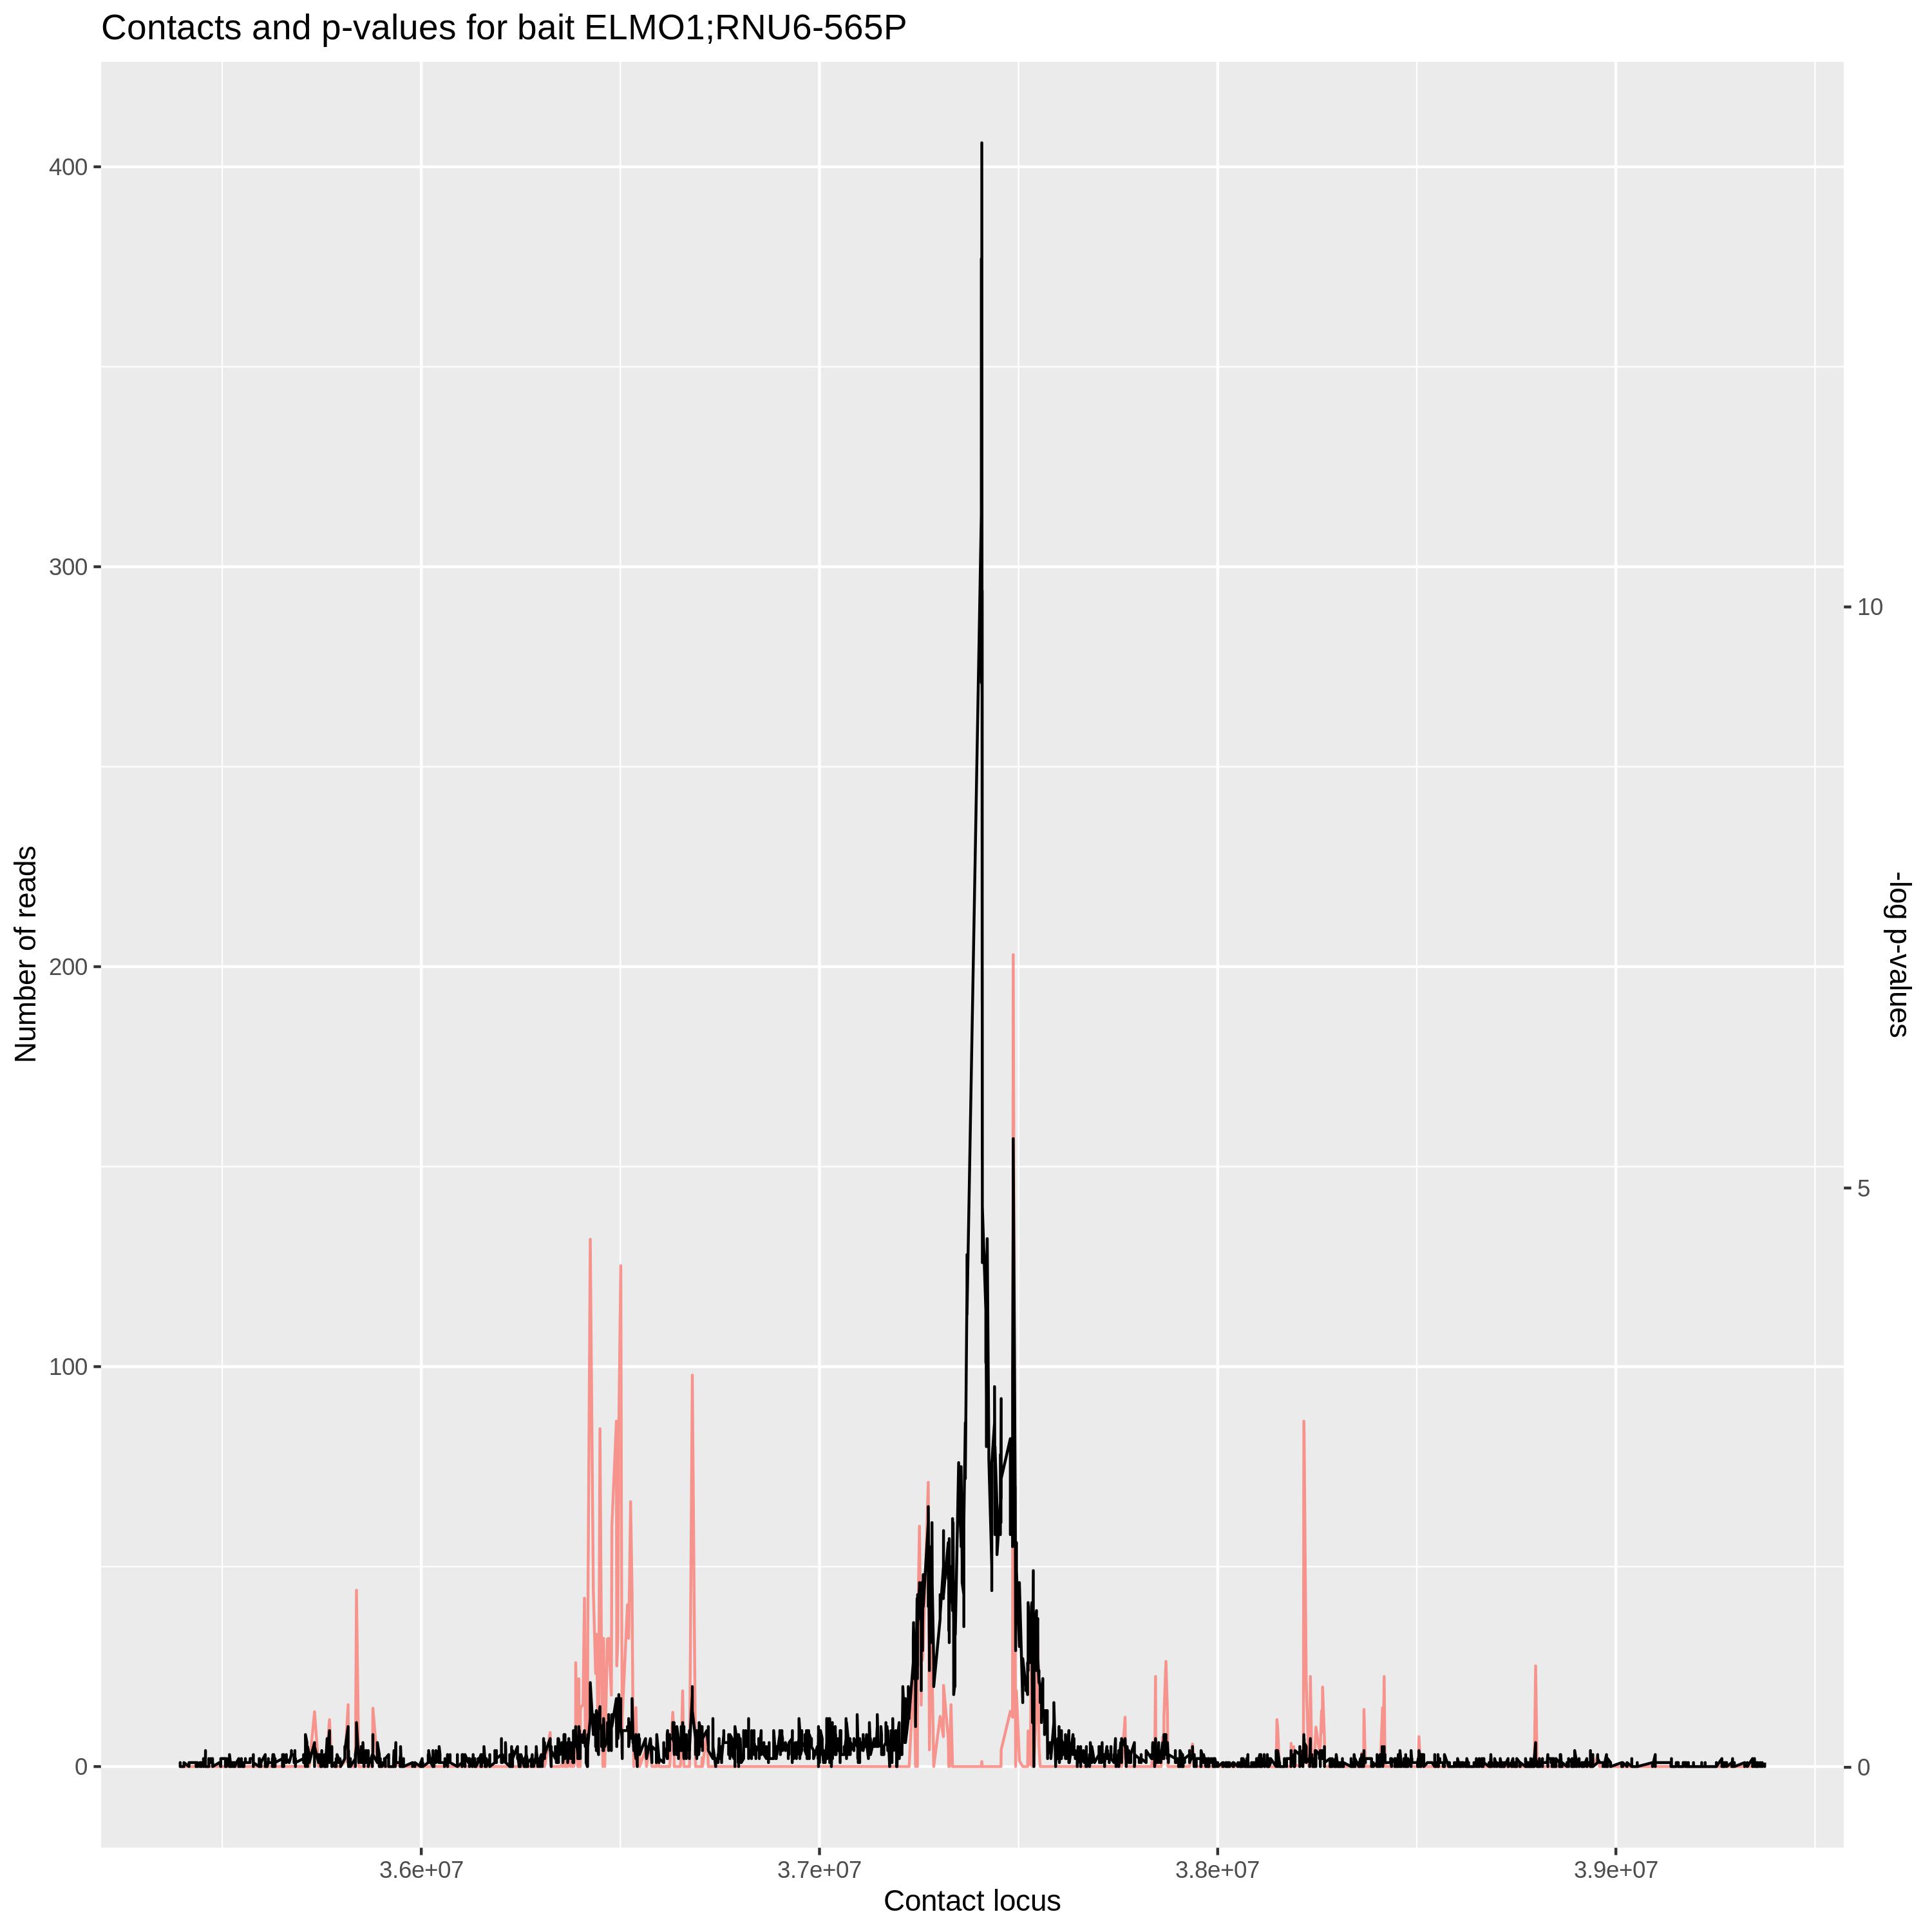 Contacts and p-values for bait ELMO1;RNU6-565P
400
300
200
100
0
Number of reads
10
5
0
-log p-values
3.6e+07
3.7e+07
3.8e+07
3.9e+07
Contact locus